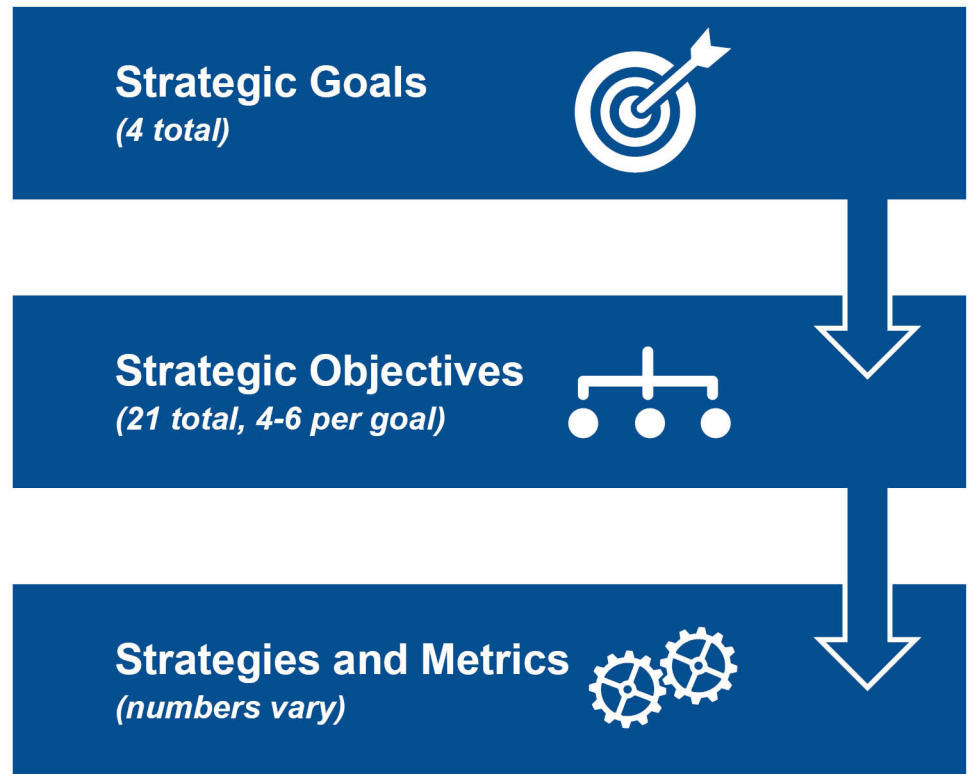 Strategic Goals
(4 total)
Strategic Objectives
(21 total, 4-6 per goal)
Strategies and Metrics
(numbers vary)